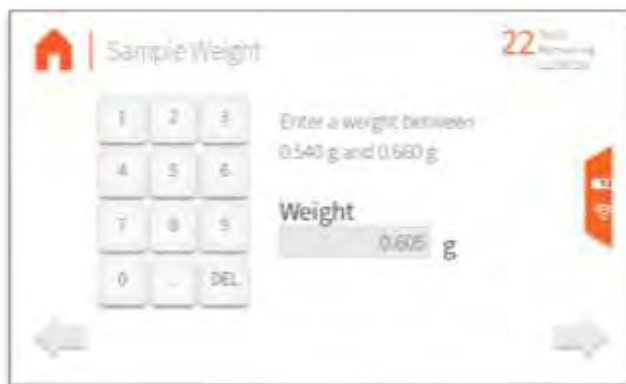 Sample Weight
22
1 2 3
4 5 6
7 8 9
0 . DEL
Enter a weight between
0.540 g and 0.660 g
Weight
0.605 g